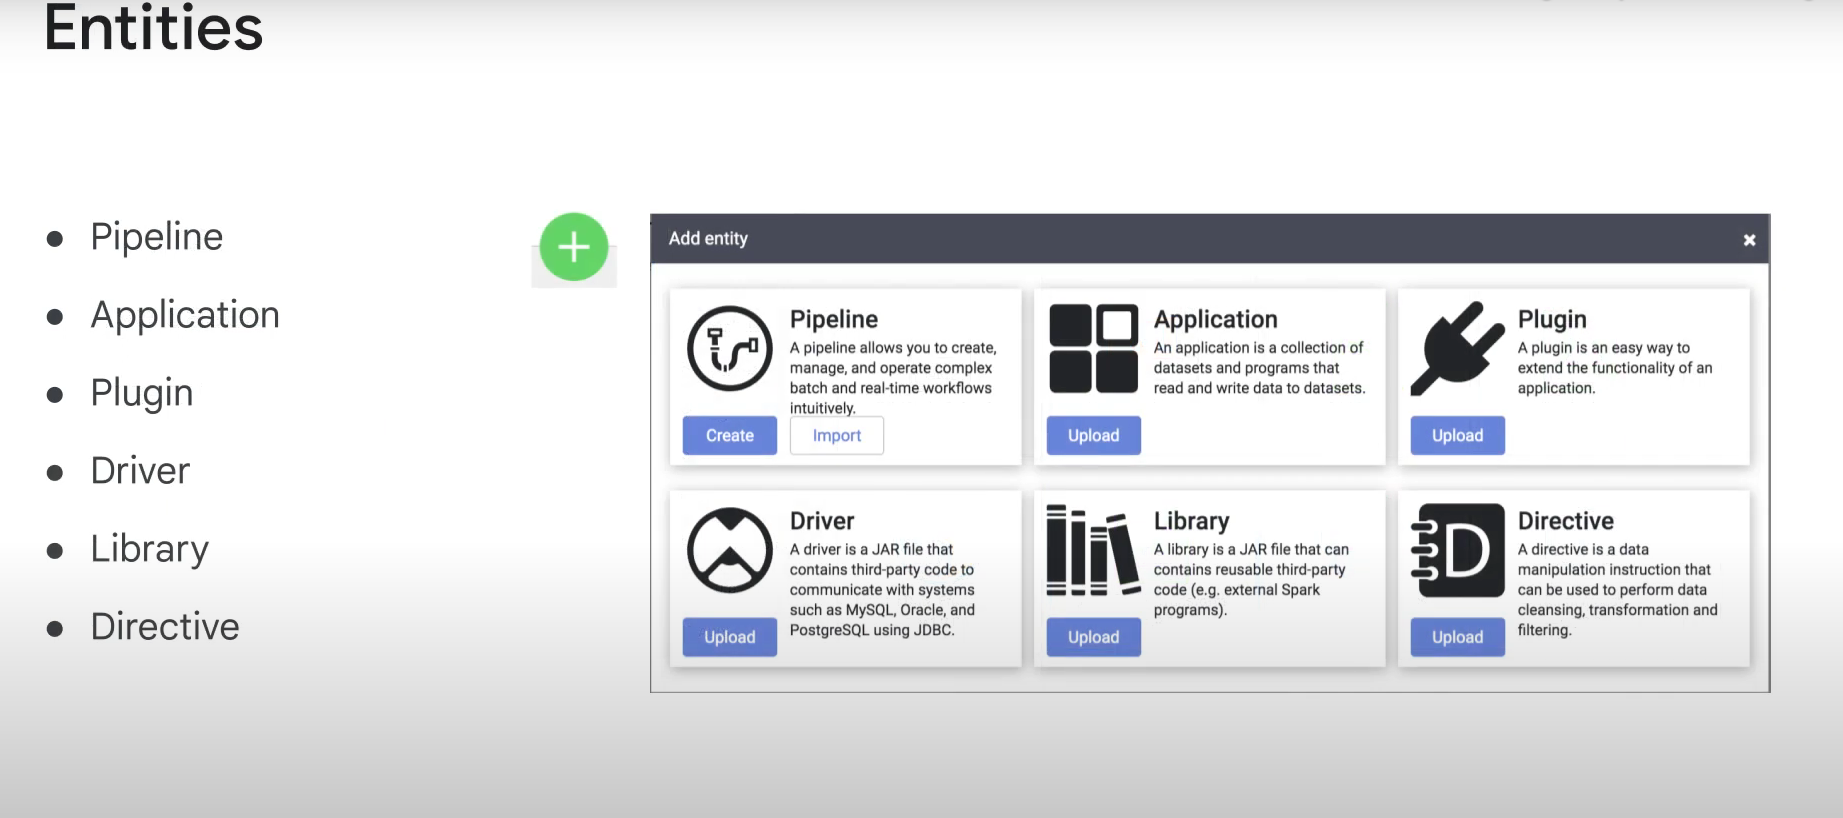 Entities
Pipeline
Application
Plugin
Driver
Library
Directive
Add entity
Pipeline
A pipeline allows you to create,
manage, and operate complex
batch and real-time workflows
intuitively.
Create
Import
Application
An application is a collection of
datasets and programs that
read and write data to datasets.
Upload
Plugin
A plugin is an easy way to
extend the functionality of an
application.
Upload
Driver
A driver is a JAR file that
contains third-party code to
communicate with systems
such as MySQL, Oracle, and
PostgreSQL using JDBC.
Upload
Library
A library is a JAR file that can
contains reusable third-party
code (e.g. external Spark
programs).
Upload
D
Directive
A directive is a data
manipulation instruction that
can be used to perform data
cleansing, transformation and
filtering.
Upload